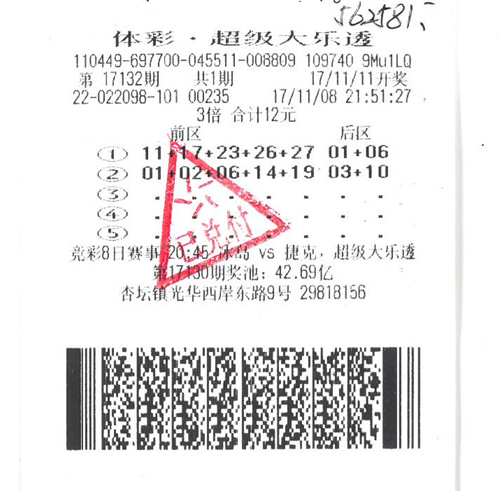 562581.
体彩·超级大乐透
110449-697700-045511-008809 109740 9Mu1LQ
第 17132期 共1期 17/11/11开奖
22-022098-101 00235 17/11/08 21:51:27
3倍 合计12元
前区 后区
① 11+17+23+26+27 01+06
② 01+02+06+14+19 03+10
③ - - - - - - -
④ - - - - - - -
⑤ - - - - - - -
已兑付
竞彩8日赛事 20:45 冰岛 vs 捷克，超级大乐透
第17130期奖池：42.69亿
杏坛镇光华西岸东路9号 29818156